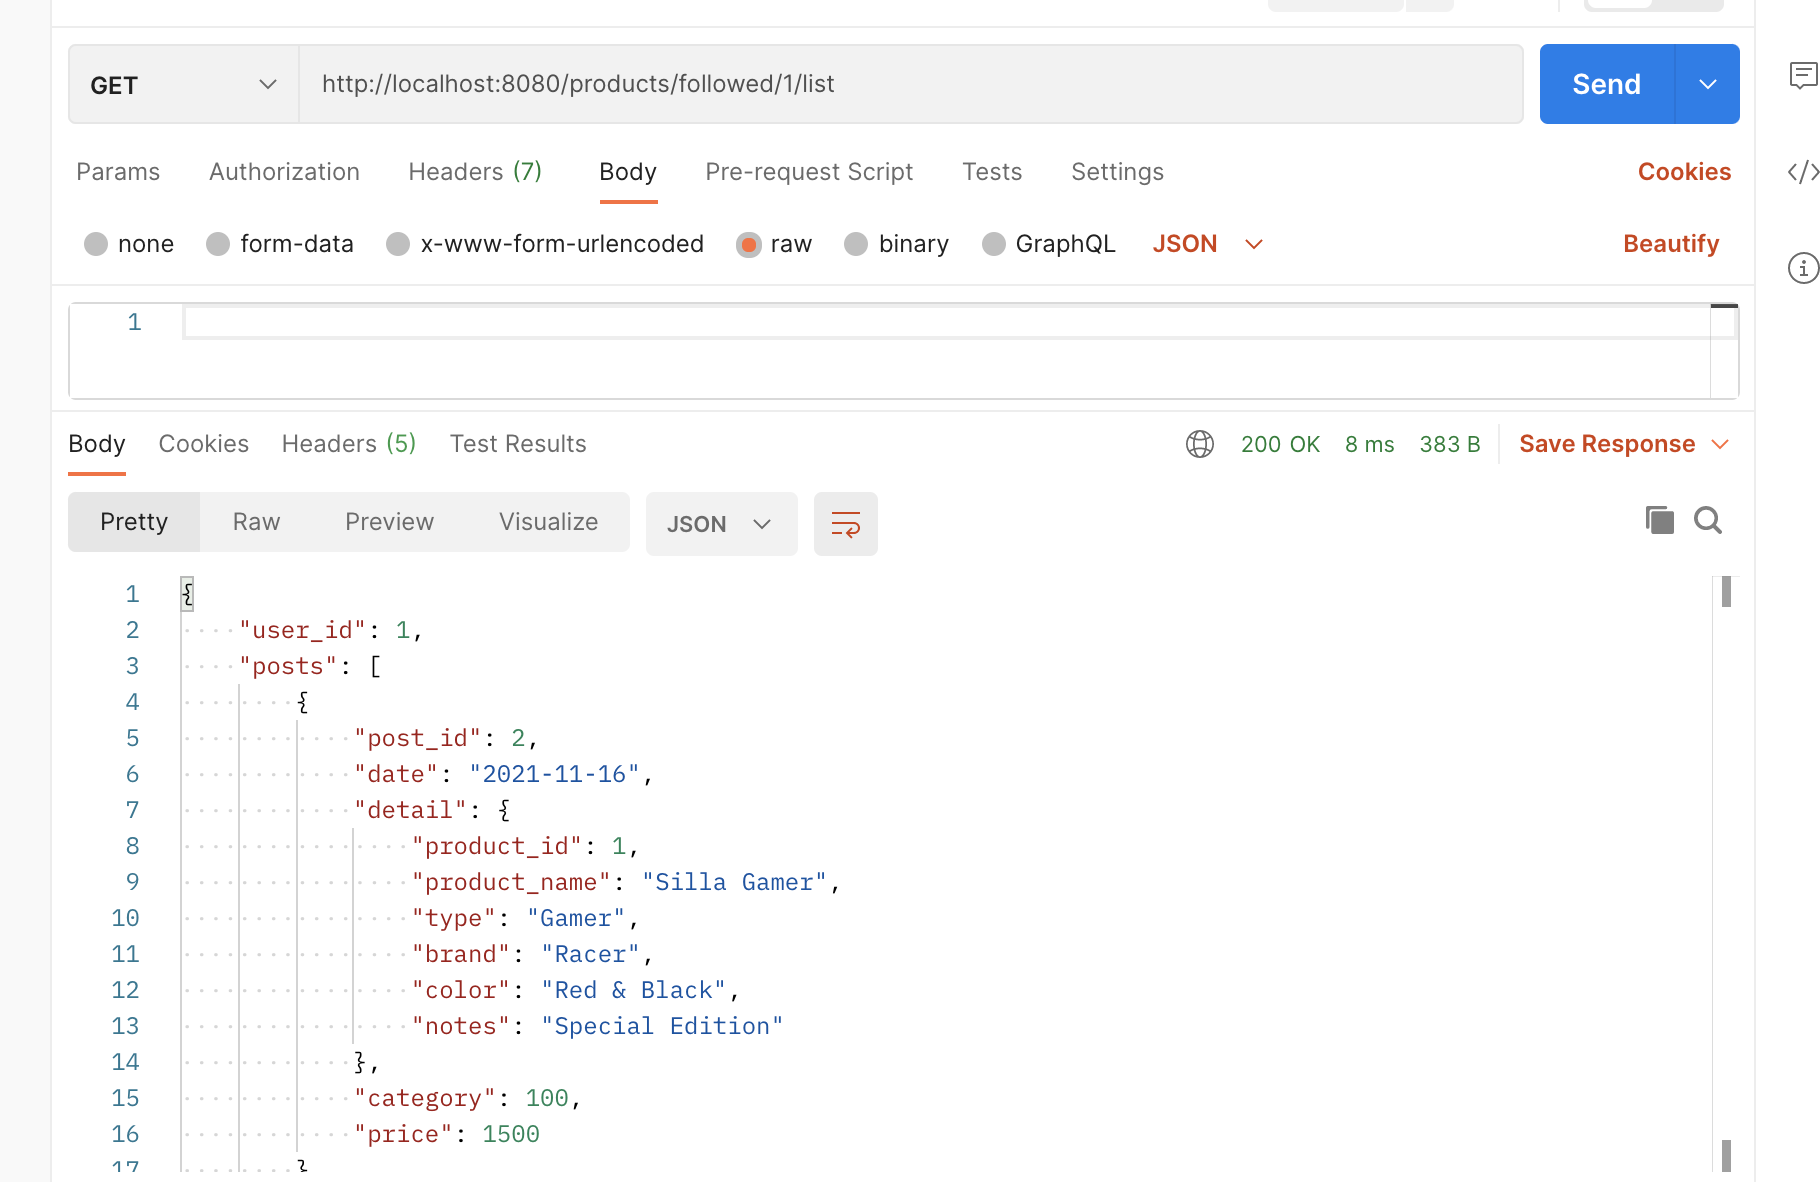 GET http://localhost:8080/products/followed/1/list Send
Params Authorization Headers (7) Body Pre-request Script Tests Settings Cookies
none form-data x-www-form-urlencoded raw binary GraphQL JSON Beautify
1
Body Cookies Headers (5) Test Results 200 OK 8 ms 383 B Save Response
Pretty Raw Preview Visualize JSON
1 {
2 "user_id": 1,
3 "posts": [
4 {
5 "post_id": 2,
6 "date": "2021-11-16",
7 "detail": {
8 "product_id": 1,
9 "product_name": "Silla Gamer",
10 "type": "Gamer",
11 "brand": "Racer",
12 "color": "Red & Black",
13 "notes": "Special Edition"
14 },
15 "category": 100,
16 "price": 1500
17 }